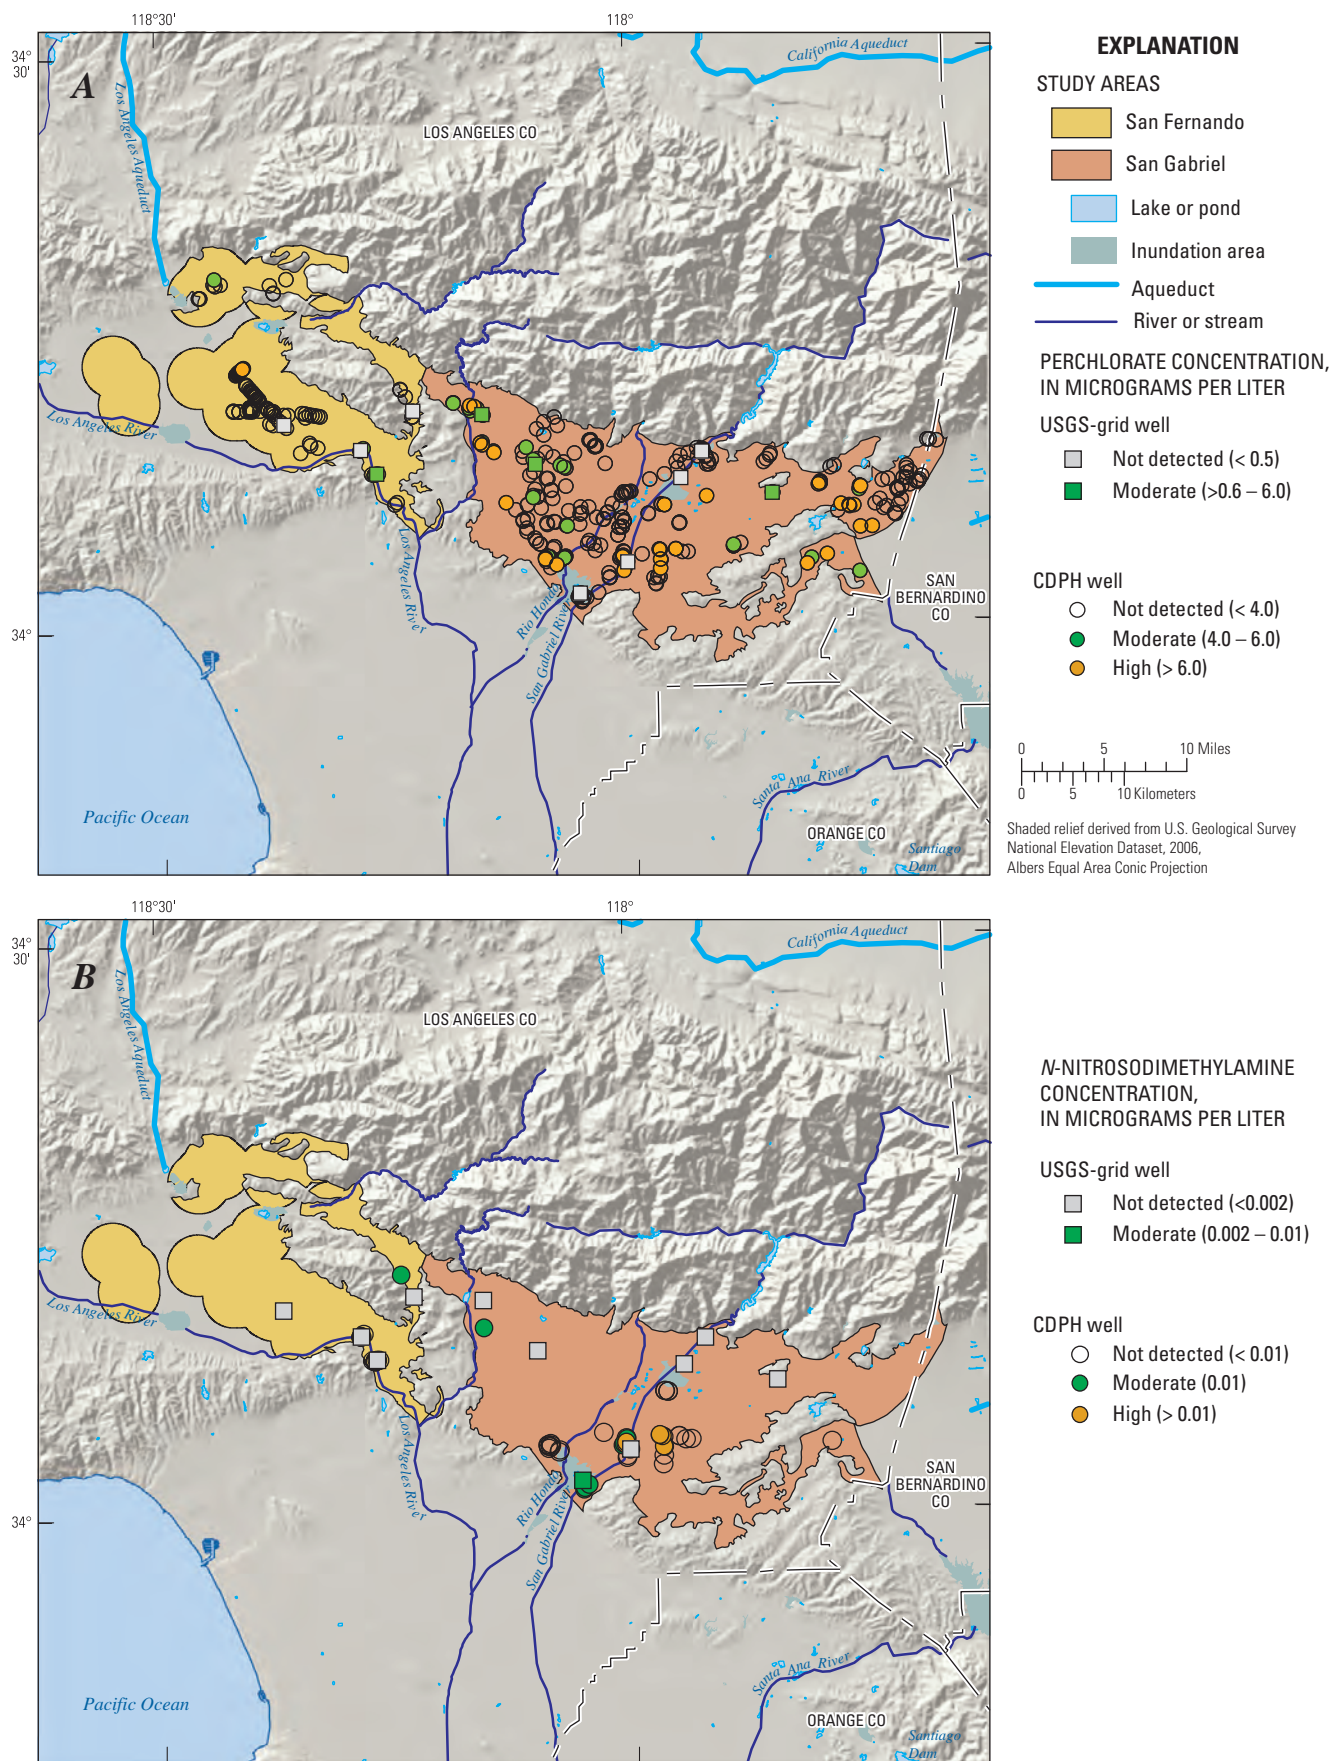 118°30'
118°
34°
30'
A
Los Angeles Aqueduct
California Aqueduct
LOS ANGELES CO
Los Angeles River
Los Angeles River
Rio Hondo
San Gabriel River
SAN
BERNARDINO
CO
34°
Santa Ana River
Pacific Ocean
ORANGE CO
Santiago
Dam
EXPLANATION
STUDY AREAS
San Fernando
San Gabriel
Lake or pond
Inundation area
Aqueduct
River or stream
PERCHLORATE CONCENTRATION,
IN MICROGRAMS PER LITER
USGS-grid well
Not detected (< 0.5)
Moderate (>0.6 – 6.0)
CDPH well
Not detected (< 4.0)
Moderate (4.0 – 6.0)
High (> 6.0)
0 5 10 Miles
0 5 10 Kilometers
Shaded relief derived from U.S. Geological Survey
National Elevation Dataset, 2006,
Albers Equal Area Conic Projection
118°30'
118°
34°
30'
B
Los Angeles Aqueduct
California Aqueduct
LOS ANGELES CO
Los Angeles River
Los Angeles River
Rio Hondo
San Gabriel River
SAN
BERNARDINO
CO
34°
Santa Ana River
Pacific Ocean
ORANGE CO
Santiago
Dam
N-NITROSODIMETHYLAMINE
CONCENTRATION,
IN MICROGRAMS PER LITER
USGS-grid well
Not detected (<0.002)
Moderate (0.002 – 0.01)
CDPH well
Not detected (< 0.01)
Moderate (0.01)
High (> 0.01)